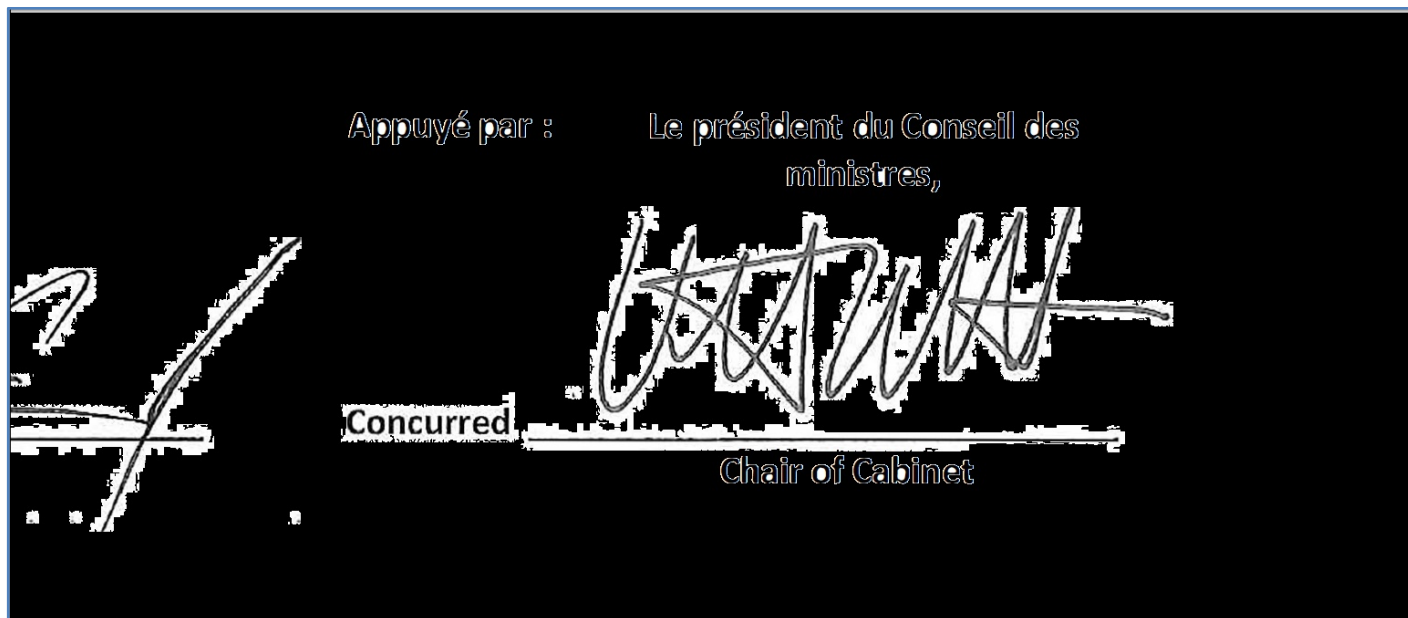 Appuyé par :
Le président du Conseil des
ministres,
Concurred
Chair of Cabinet